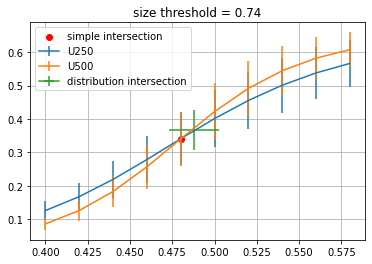 size threshold = 0.74
simple intersection
U250
U500
distribution intersection
0.6
0.5
0.4
0.3
0.2
0.1
0.400 0.425 0.450 0.475 0.500 0.525 0.550 0.575